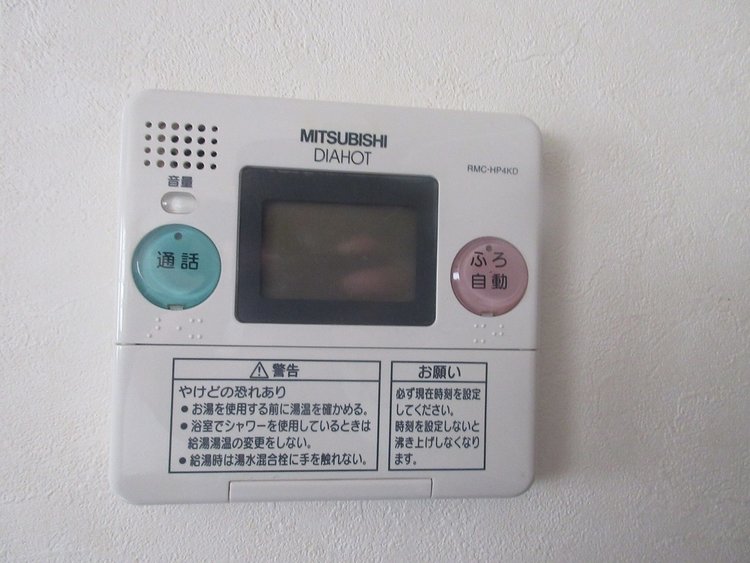 MITSUBISHI
DIAHOT
RMC-HP4KD
音量
通話
ふろ
自動
警告
やけどの恐れあり
● お湯を使用する前に湯温を確かめる。
● 浴室でシャワーを使用しているときは
給湯湯温の変更をしない。
● 給湯時は湯水混合栓に手を触れない。
お願い
必ず現在時刻を設定
してください。
時刻を設定しないと
沸き上げしなくなり
ます。